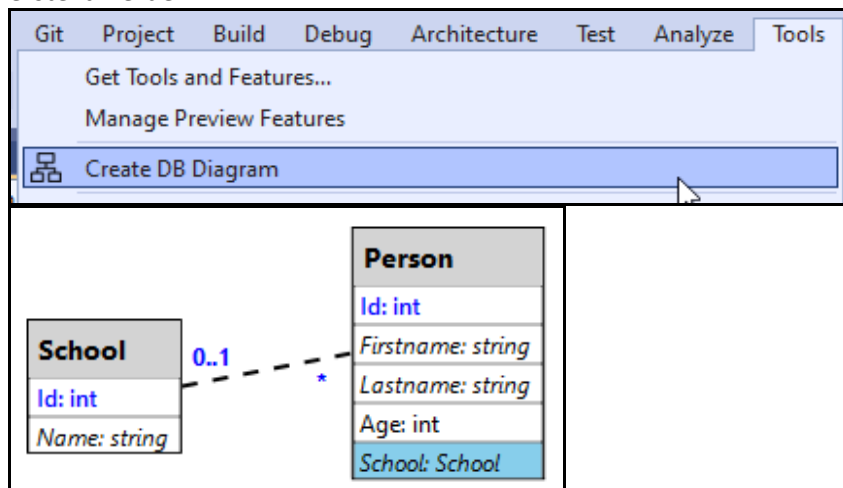 Git Project Build Debug Architecture Test Analyze Tools
Get Tools and Features...
Manage Preview Features
Create DB Diagram
Person
Id: int
Firstname: string
Lastname: string
Age: int
School: School
School
Id: int
Name: string
0..1
*